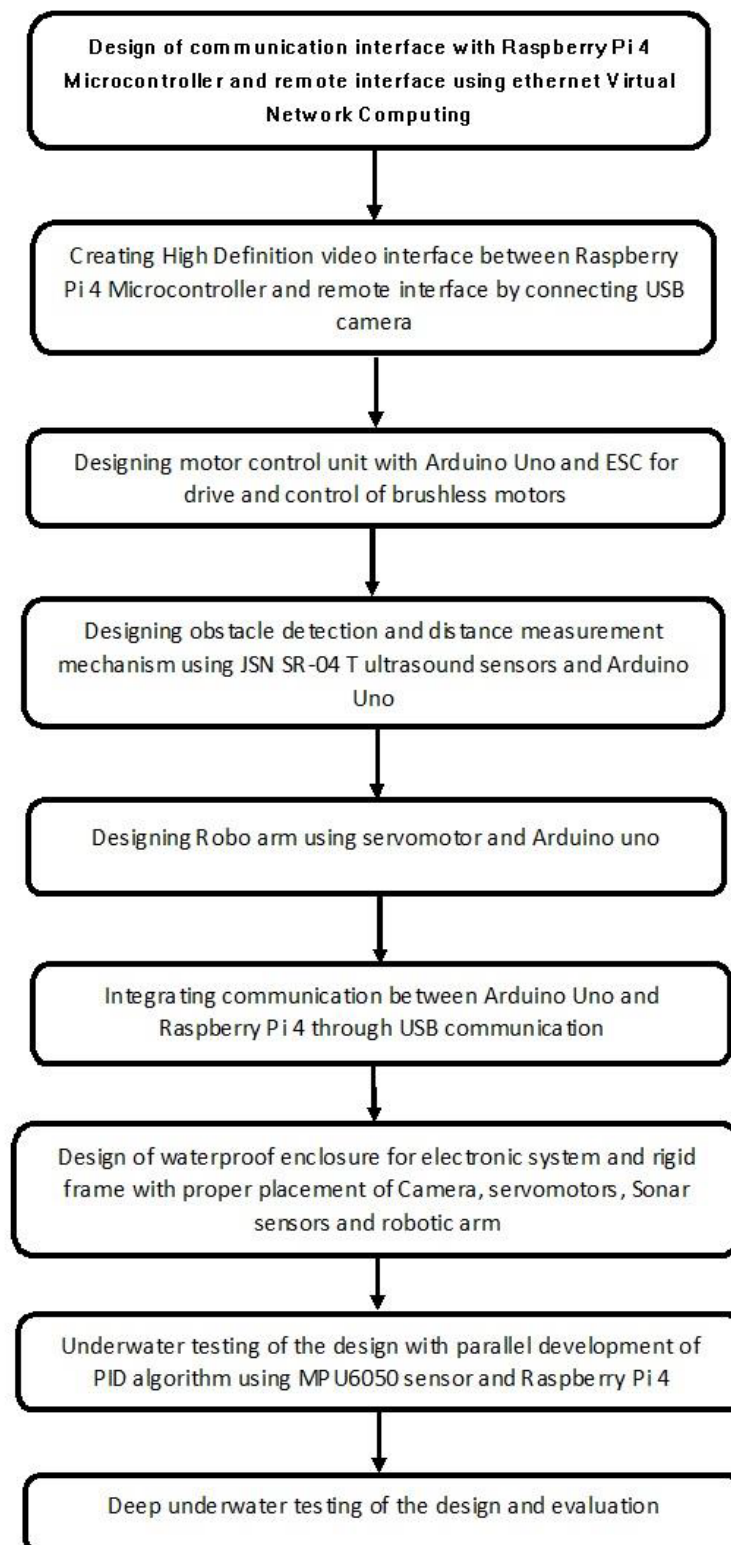 Design of communication interface with Raspberry Pi 4
Microcontroller and remote interface using ethernet Virtual
Network Computing
Creating High Definition video interface between Raspberry
Pi 4 Microcontroller and remote interface by connecting USB
camera
Designing motor control unit with Arduino Uno and ESC for
drive and control of brushless motors
Designing obstacle detection and distance measurement
mechanism using JSN SR-04 T ultrasound sensors and Arduino
Uno
Designing Robo arm using servomotor and Arduino uno
Integrating communication between Arduino Uno and
Raspberry Pi 4 through USB communication
Design of waterproof enclosure for electronic system and rigid
frame with proper placement of Camera, servomotors, Sonar
sensors and robotic arm
Underwater testing of the design with parallel development of
PID algorithm using MPU6050 sensor and Raspberry Pi 4
Deep underwater testing of the design and evaluation